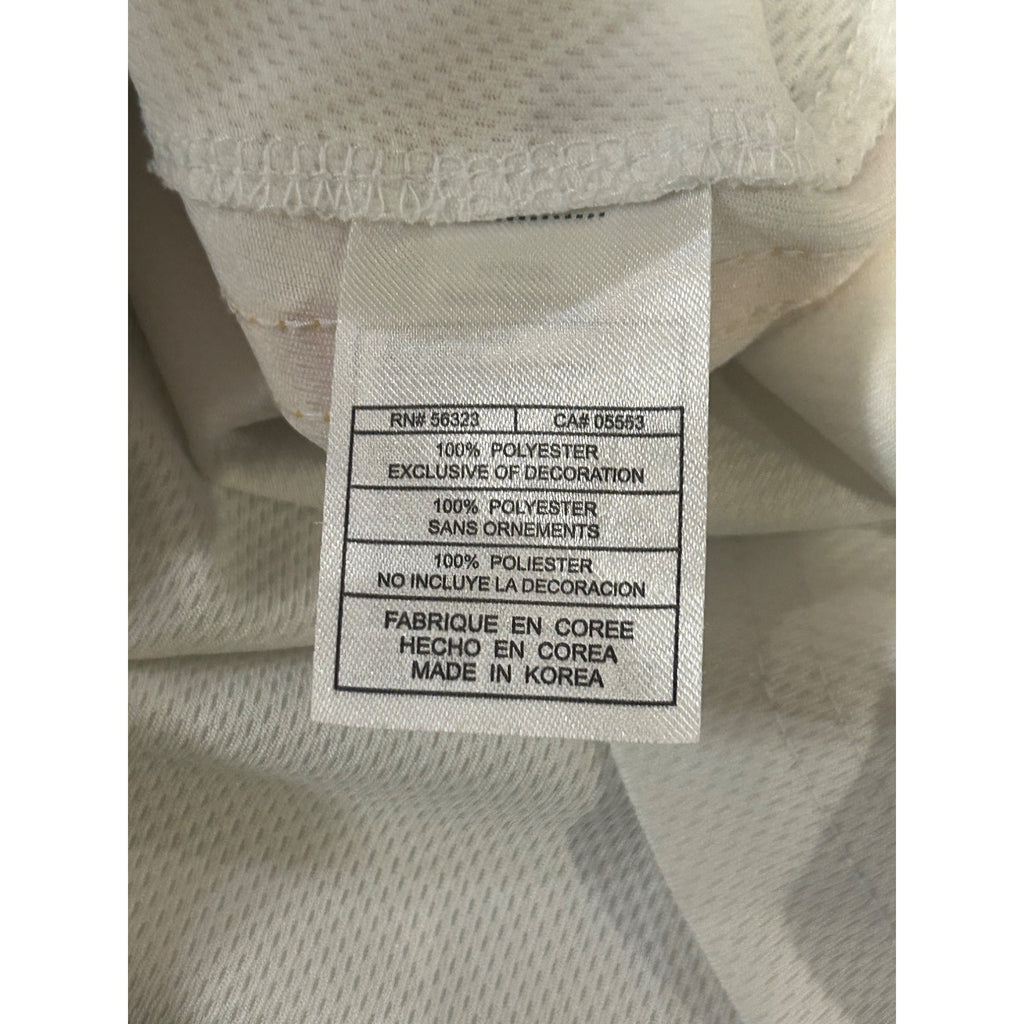 RN# 56323 CA# 05553
100% POLYESTER
EXCLUSIVE OF DECORATION
100% POLYESTER
SANS ORNEMENTS
100% POLIESTER
NO INCLUYE LA DECORACION
FABRIQUE EN COREE
HECHO EN COREA
MADE IN KOREA